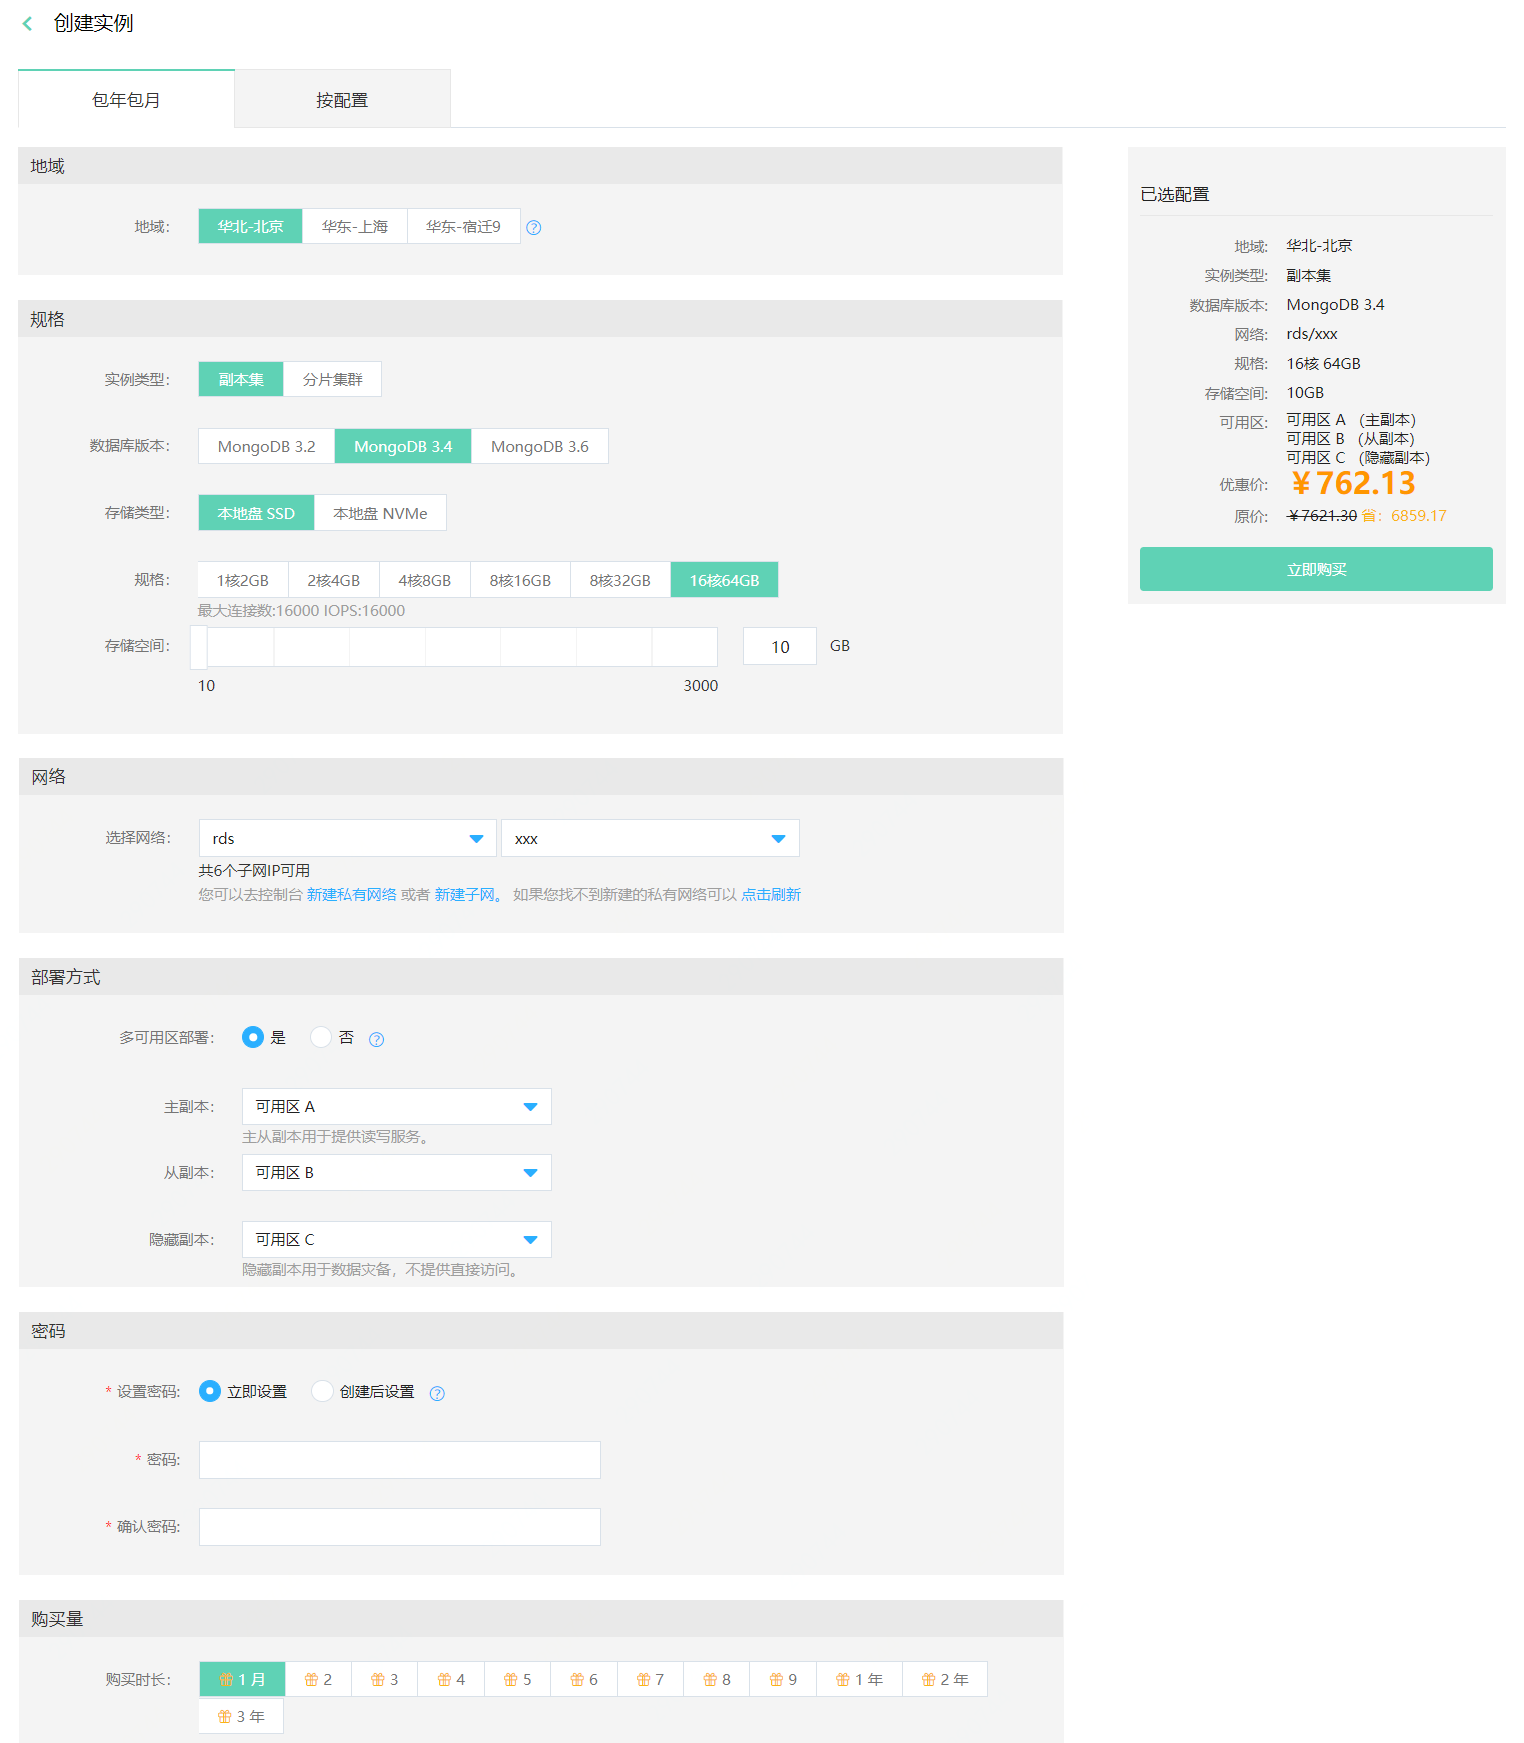 创建实例
包年包月 按配置
地域
地域: 华北-北京 华东-上海 华东-宿迁9 ?
规格
实例类型: 副本集 分片集群
数据库版本: MongoDB 3.2 MongoDB 3.4 MongoDB 3.6
存储类型: 本地盘 SSD 本地盘 NVMe
规格: 1核2GB 2核4GB 4核8GB 8核16GB 8核32GB 16核64GB
最大连接数:16000 IOPS:16000
存储空间: 10 GB
10 3000
网络
选择网络: rds xxx
共6个子网IP可用
您可以去控制台 新建私有网络 或者 新建子网。 如果您找不到新建的私有网络可以 点击刷新
部署方式
多可用区部署: 是 否 ?
主副本: 可用区 A
主从副本用于提供读写服务。
从副本: 可用区 B
隐藏副本: 可用区 C
隐藏副本用于数据灾备，不提供直接访问。
密码
* 设置密码: 立即设置 创建后设置 ?
* 密码:
* 确认密码:
购买量
购买时长: 1 月 2 3 4 5 6 7 8 9 1 年 2 年
3 年
已选配置
地域: 华北-北京
实例类型: 副本集
数据库版本: MongoDB 3.4
网络: rds/xxx
规格: 16核 64GB
存储空间: 10GB
可用区: 可用区 A （主副本）
可用区 B （从副本）
可用区 C （隐藏副本）
优惠价: ¥762.13
原价: ¥7621.30 省：6859.17
立即购买